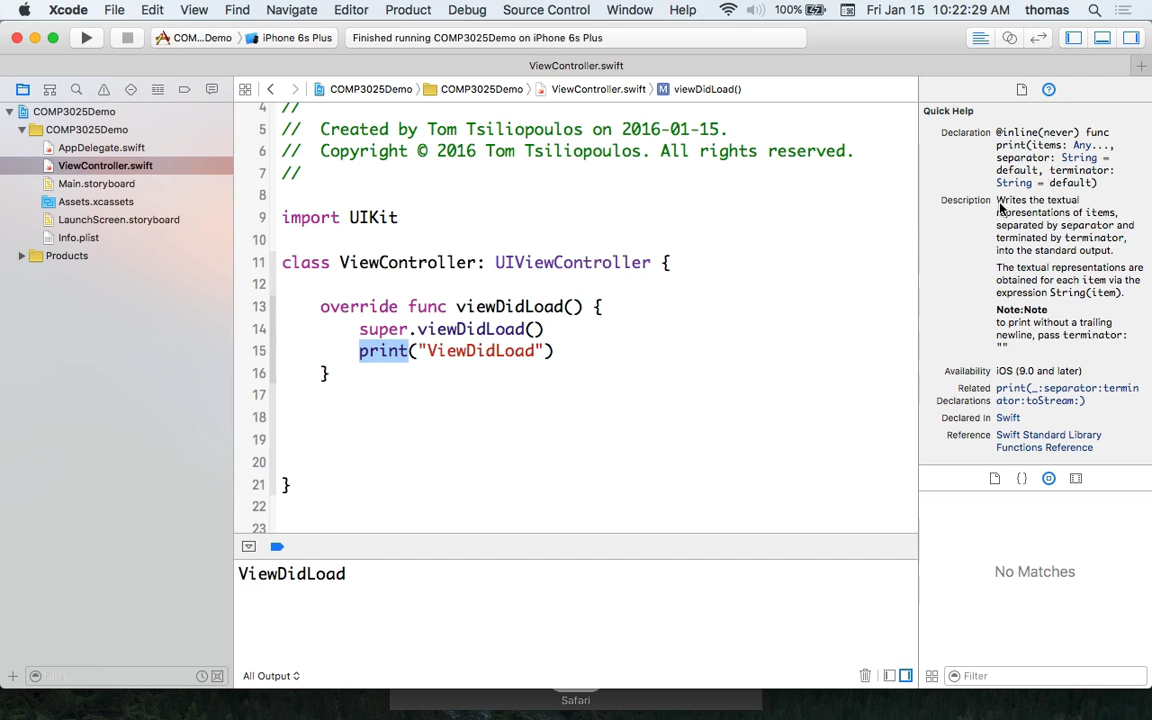 Xcode File Edit View Find Navigate Editor Product Debug Source Control Window Help 100% Fri Jan 15 10:22:29 AM thomas
COM...Demo iPhone 6s Plus Finished running COMP3025Demo on iPhone 6s Plus
ViewController.swift
COMP3025Demo COMP3025Demo ViewController.swift M viewDidLoad()
COMP3025Demo
COMP3025Demo
AppDelegate.swift
ViewController.swift
Main.storyboard
Assets.xcassets
LaunchScreen.storyboard
Info.plist
Products
4 //
5 // Created by Tom Tsiliopoulos on 2016-01-15.
6 // Copyright © 2016 Tom Tsiliopoulos. All rights reserved.
7 //
8
9 import UIKit
10
11 class ViewController: UIViewController {
12
13 override func viewDidLoad() {
14 super.viewDidLoad()
15 print("ViewDidLoad")
16 }
17
18
19
20
21 }
22
23
ViewDidLoad
All Output
Quick Help
Declaration @inline(never) func
print(items: Any...,
separator: String =
default, terminator:
String = default)
Description Writes the textual
representations of items,
separated by separator and
terminated by terminator,
into the standard output.
The textual representations are
obtained for each item via the
expression String(item).
Note:Note
to print without a trailing
newline, pass terminator:
""
Availability iOS (9.0 and later)
Related print(_:separator:termin
Declarations ator:toStream:)
Declared In Swift
Reference Swift Standard Library
Functions Reference
{}
No Matches
Filter
Safari